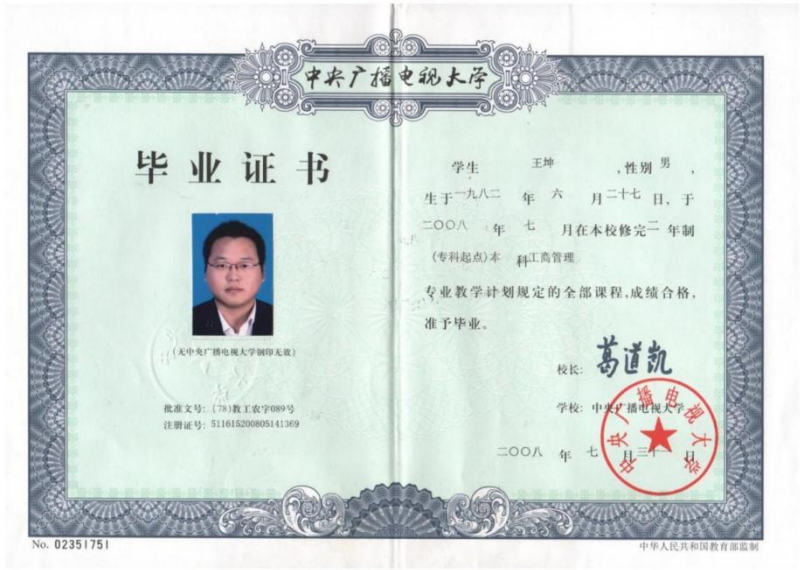 中央广播电视大学
毕业证书
(无中央广播电视大学钢印无效)
批准文号:(78)教工农字089号
注册证号:511615200805141369
学生 王坤 ,性别 男 ,
生于 一九八二 年 六 月 二十七 日,于
二〇〇八 年 七 月在本校修完 二 年制
(专科起点)本 科 工商管理
专业教学计划规定的全部课程,成绩合格,
准予毕业。
校长: 葛道凯
学校: 中央广播电视大学
中央广播电视大学
二〇〇八 年 七 月 三十一 日
No. 02351751
中华人民共和国教育部监制